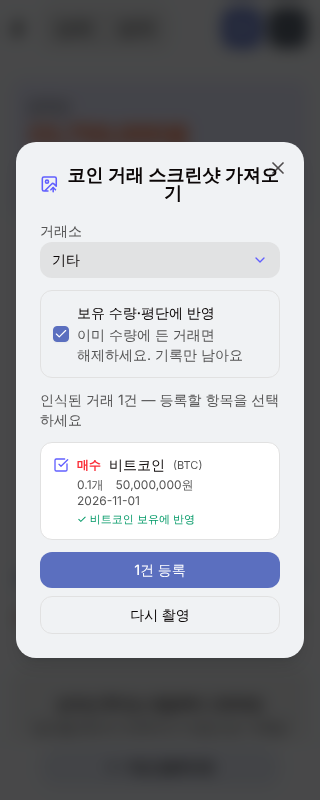 코인 거래 스크린샷 가져오
기
거래소
기타
보유 수량·평단에 반영
이미 수량에 든 거래면
해제하세요. 기록만 남아요
인식된 거래 1건 — 등록할 항목을 선택
하세요
매수 비트코인 (BTC)
0.1개 50,000,000원
2026-11-01
✓ 비트코인 보유에 반영
1건 등록
다시 촬영